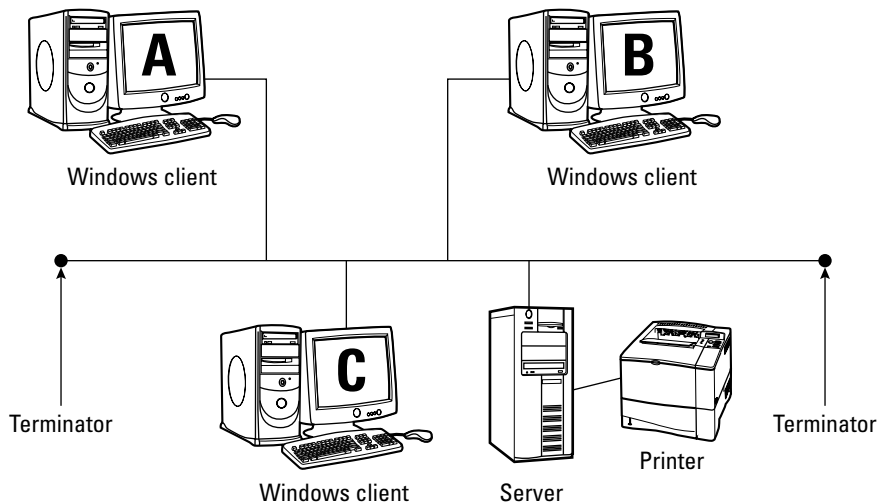 A
B
Windows client
Windows client
C
Terminator
Terminator
Printer
Windows client
Server